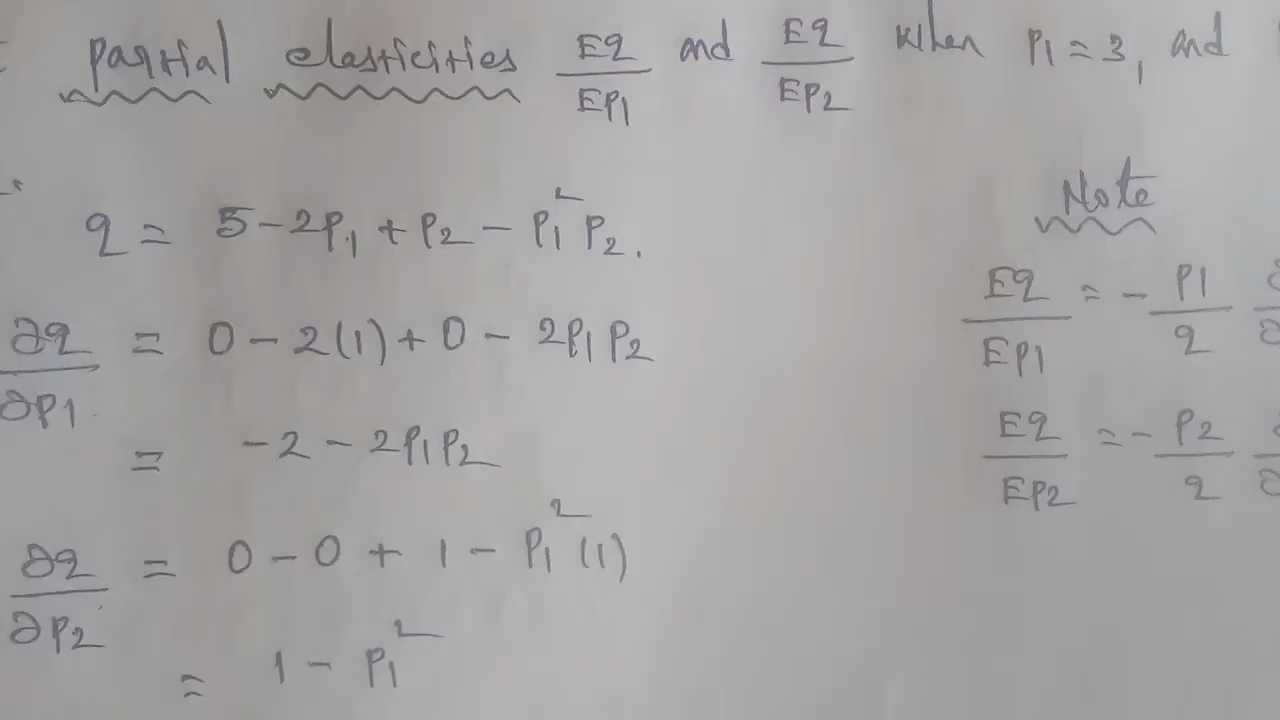 partial elasticities Eq/EP1 and Eq/EP2 when P1 = 3, and
q = 5 - 2P1 + P2 - P1² P2.
∂q/∂P1 = 0 - 2(1) + 0 - 2P1 P2
= -2 - 2P1P2
∂q/∂P2 = 0 - 0 + 1 - P1² (1)
= 1 - P1²
Note
Eq/EP1 = - P1/q
Eq/EP2 = - P2/q